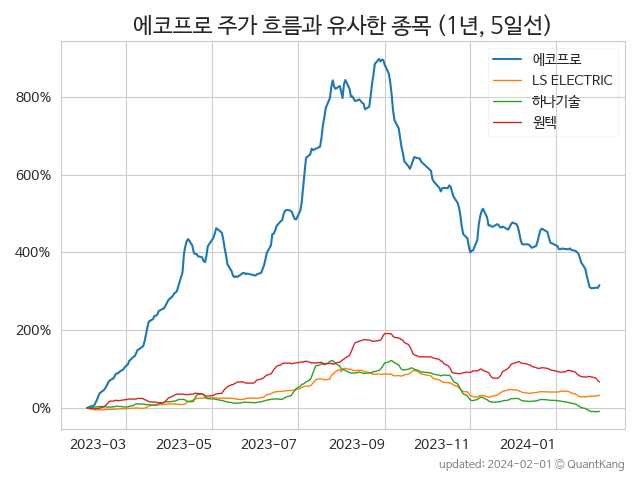 에코프로 주가 흐름과 유사한 종목 (1년, 5일선)
에코프로
LS ELECTRIC
하나기술
원텍
800%
600%
400%
200%
0%
2023-03 2023-05 2023-07 2023-09 2023-11 2024-01
updated: 2024-02-01 © QuantKang